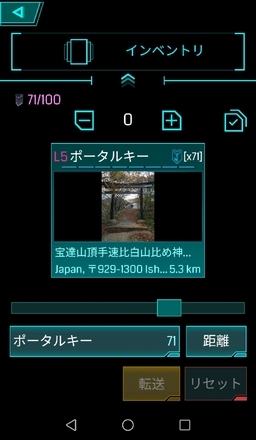 インベントリ
71/100
0
L5 ポータルキー [x71]
宝達山頂手速比白山比め神...
Japan, 〒929-1300 Ish... 5.3 km
ポータルキー 71 距離
転送 リセット